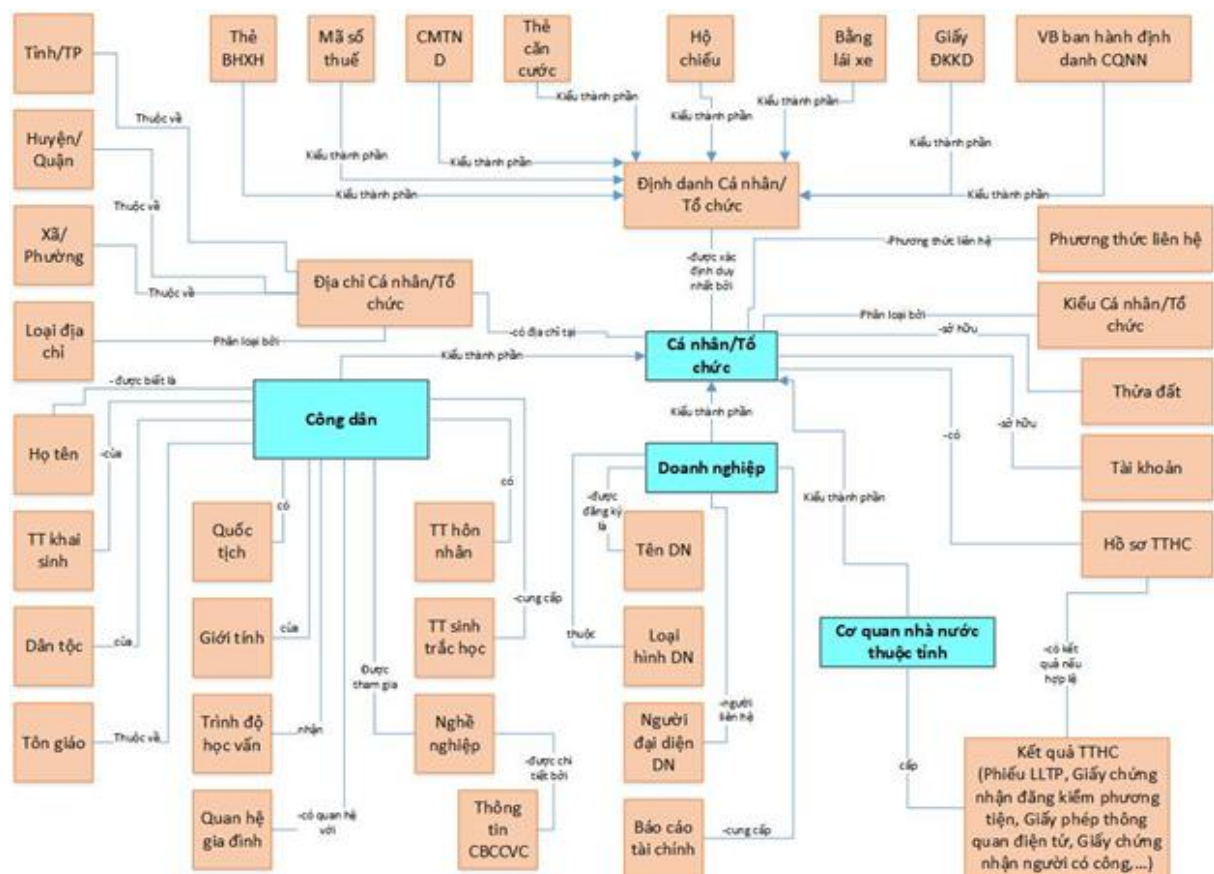 Tỉnh/TP
Thẻ
BHXH
Mã số
thuế
CMTN
D
Thẻ
căn
cước
Hộ
chiếu
Bằng
lái xe
Giấy
ĐKKD
VB ban hành định
danh CQNN
Kiểu thành phần
Kiểu thành phần
Kiểu thành phần
Thuộc về
Huyện/
Quận
Kiểu thành phần
Kiểu thành phần
Kiểu thành phần
Kiểu thành phần
Kiểu thành phần
Định danh Cá nhân/
Tổ chức
Thuộc về
Xã/
Phường
-Phương thức liên hệ
Phương thức liên hệ
-được xác
định duy
nhất bởi
Thuộc về
Địa chỉ Cá nhân/Tổ
chức
Kiểu Cá nhân/Tổ
chức
Phân loại bởi
Loại địa
chỉ
Phân loại bởi
-có địa chỉ tại
-sở hữu
Cá nhân/Tổ
chức
Kiểu thành phần
- được biết là
Thửa đất
Công dân
Kiểu thành phần
-có
-sở hữu
Họ tên
-của
Doanh nghiệp
Tài khoản
có
có
-được
đăng ký
là
Kiểu thành phần
Quốc
tịch
TT hôn
nhân
Tên DN
TT khai
sinh
Hồ sơ TTHC
-cung cấp
Dân tộc
của
Giới tính
của
TT sinh
trắc học
thuộc
Loại
hình DN
Cơ quan nhà nước
thuộc tỉnh
-có kết
quả nếu
hợp lệ
Được
tham gia
-người
liên hệ
Tôn giáo
Thuộc về
Trình độ
học vấn
nhận
Nghề
nghiệp
Người
đại diện
DN
-được chi
tiết bởi
cấp
Kết quả TTHC
(Phiếu LLTP, Giấy chứng
nhận đăng kiểm phương
tiện, Giấy phép thông
quan điện tử, Giấy chứng
nhận người có công,...)
Quan hệ
gia đình
-có quan hệ
với
Thông
tin
CBCCVC
Báo cáo
tài chính
-cung cấp